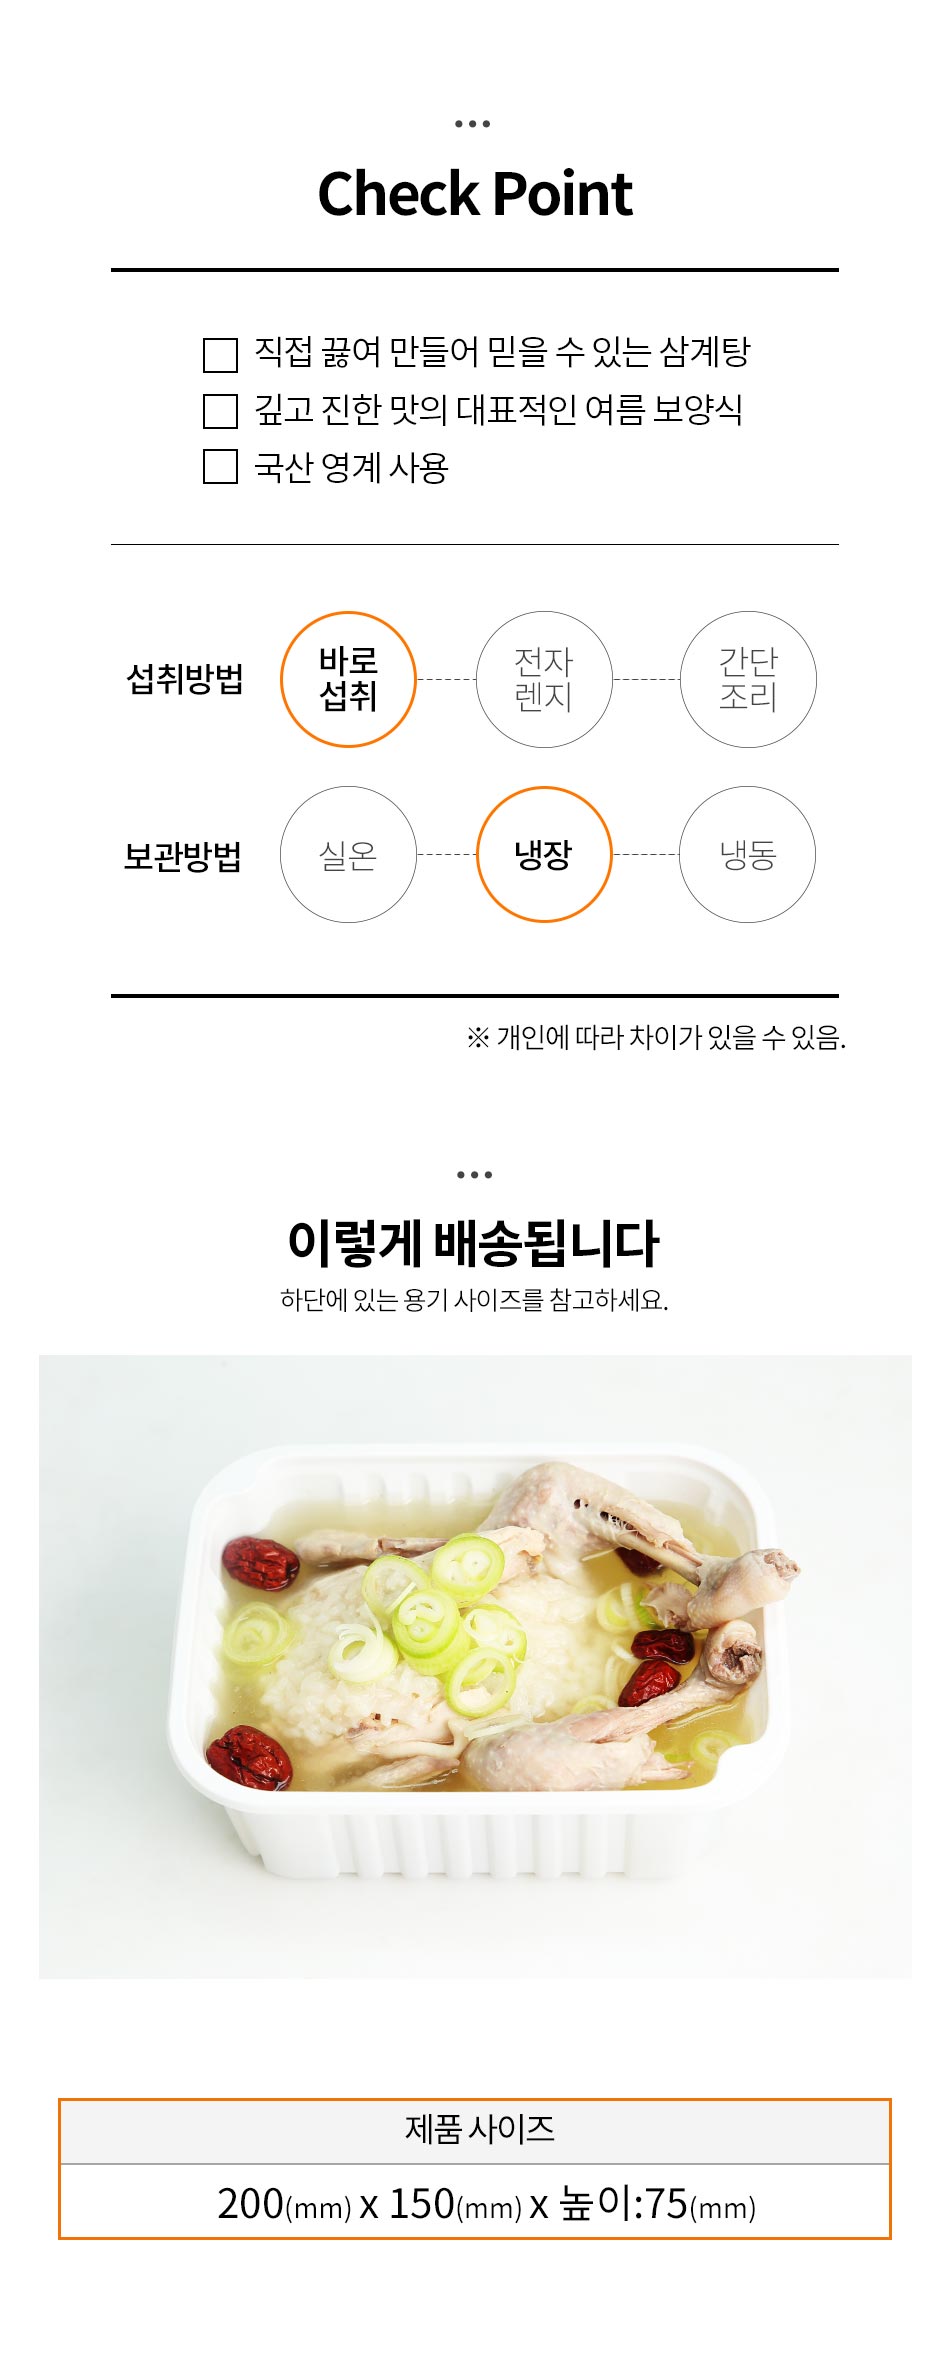 Check Point
직접 끓여 만들어 믿을 수 있는 삼계탕
깊고 진한 맛의 대표적인 여름 보양식
국산 영계 사용
섭취방법
바로
섭취
전자
렌지
간단
조리
보관방법
실온
냉장
냉동
※ 개인에 따라 차이가 있을 수 있음.
이렇게 배송됩니다
하단에 있는 용기 사이즈를 참고하세요.
제품 사이즈
200(mm) x 150(mm) x 높이:75(mm)